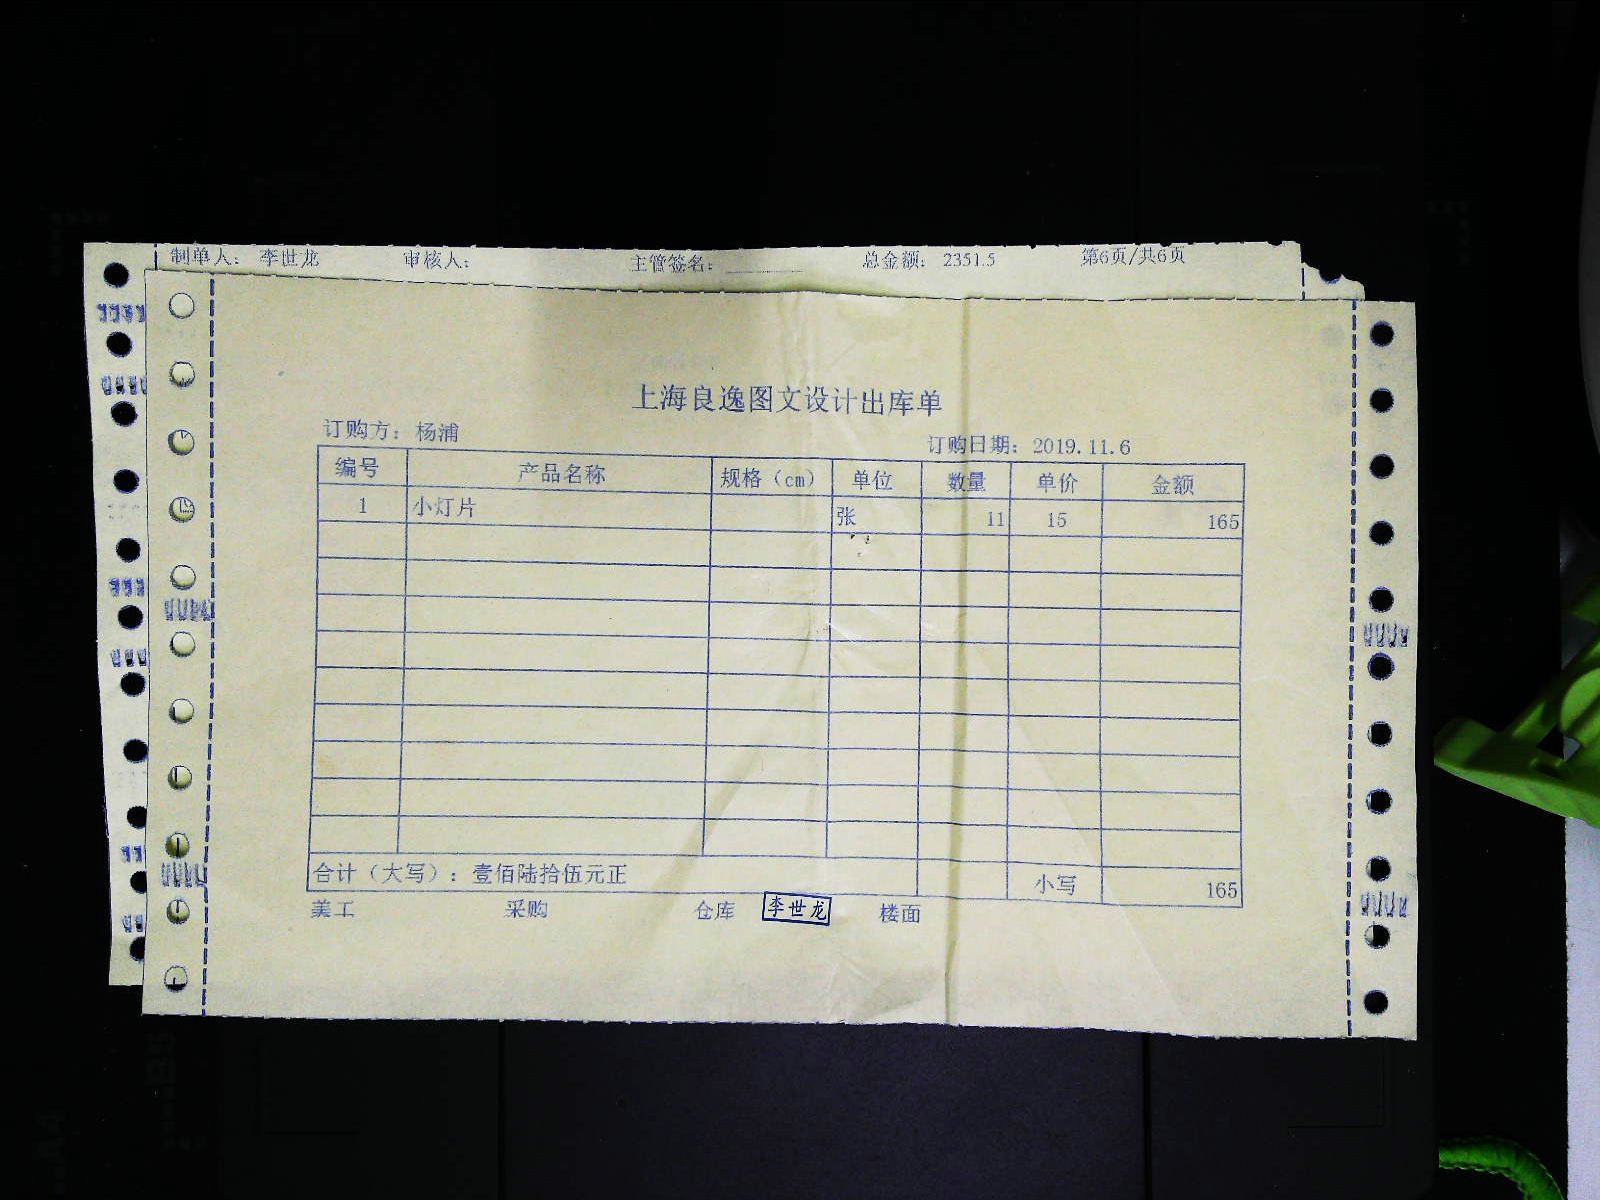 制单人: 李世龙 审核人: 主管签名: ________ 总金额: 2351.5 第6页/共6页
上海良逸图文设计出库单
订购方: 杨浦 订购日期: 2019.11.6
编号 产品名称 规格（cm） 单位 数量 单价 金额
1 小灯片 张 11 15 165
合计（大写）: 壹佰陆拾伍元正 小写 165
美工 采购 仓库 李世龙 楼面